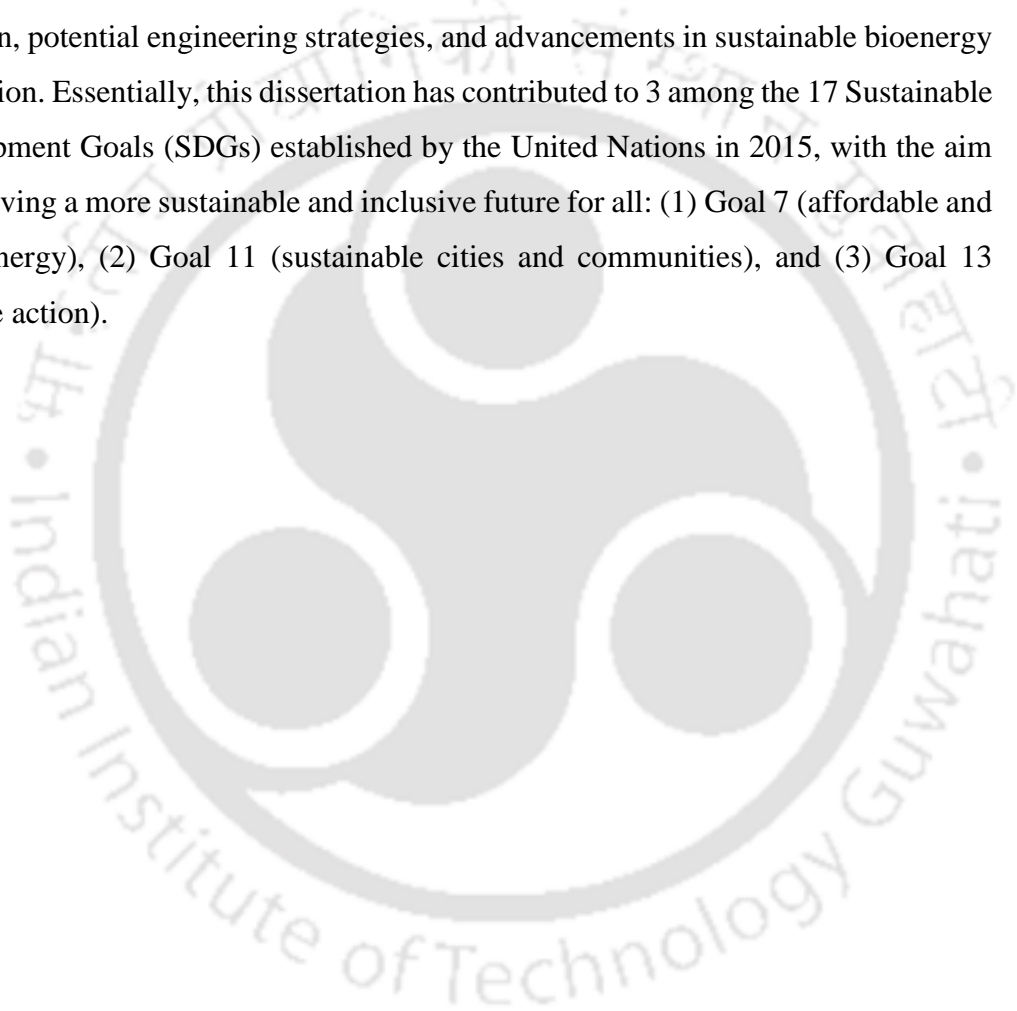 n, potential engineering strategies, and advancements in sustainable bioenergy
ion. Essentially, this dissertation has contributed to 3 among the 17 Sustainable
pment Goals (SDGs) established by the United Nations in 2015, with the aim
ving a more sustainable and inclusive future for all: (1) Goal 7 (affordable and
nergy), (2) Goal 11 (sustainable cities and communities), and (3) Goal 13
e action).
Indian Institute of Technology Guwahati